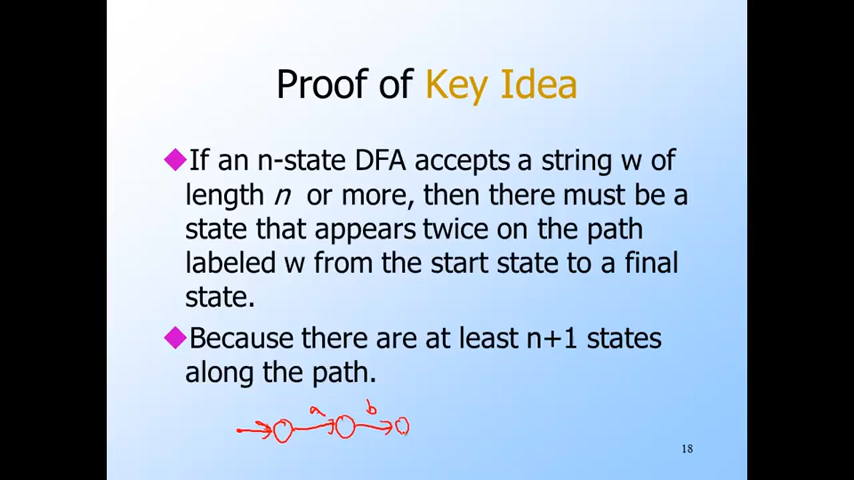 Proof of Key Idea
If an n-state DFA accepts a string w of
length n or more, then there must be a
state that appears twice on the path
labeled w from the start state to a final
state.
Because there are at least n+1 states
along the path.
a b
18